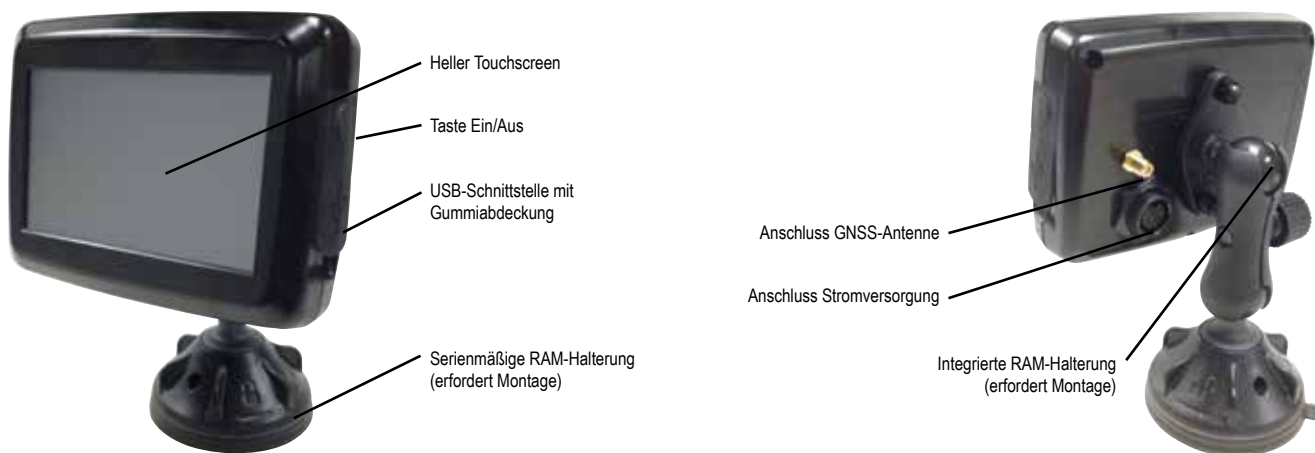 Heller Touchscreen
Taste Ein/Aus
USB-Schnittstelle mit
Gummiabdeckung
Serienmäßige RAM-Halterung
(erfordert Montage)
Anschluss GNSS-Antenne
Anschluss Stromversorgung
Integrierte RAM-Halterung
(erfordert Montage)